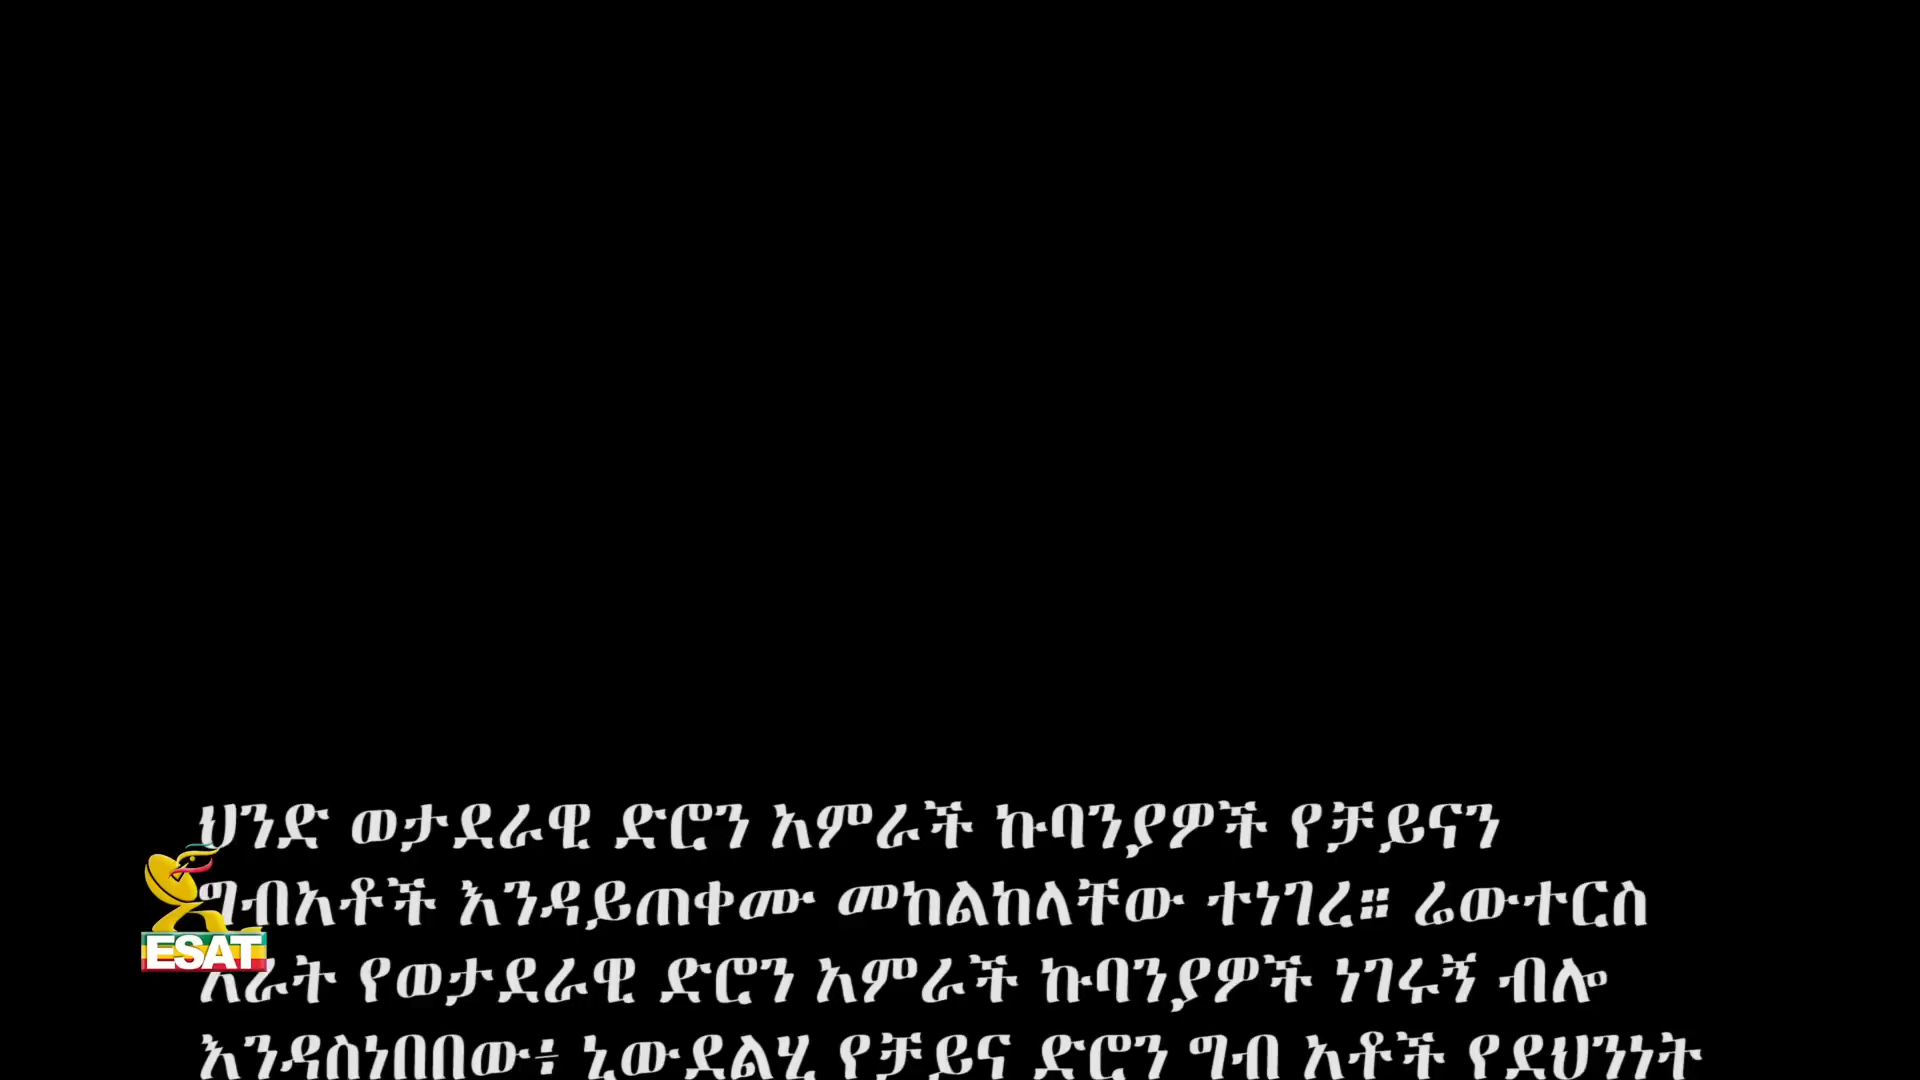 ህንድ ወታደራዊ ድሮን አምራች ኩባንያዎች የቻይናን
ግብአቶች እንዳይጠቀሙ መከልከላቸው ተነገረ። ሬውተርስ
አራት የወታደራዊ ድሮን አምራች ኩባንያዎች ነገሩኝ ብሎ
እንዳስነበበው፥ ኒውደልሂ የቻይና ድሮን ግብ አቶች የደህንነት
ESAT